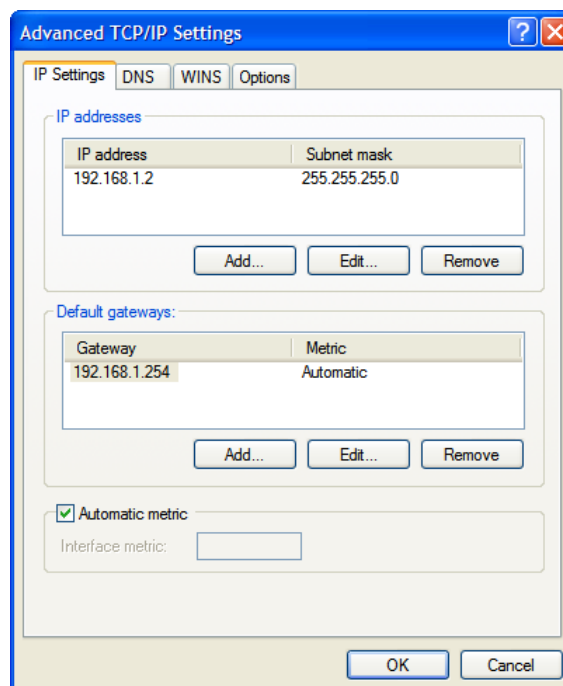 Advanced TCP/IP Settings
IP Settings DNS WINS Options
IP addresses
IP address Subnet mask
192.168.1.2 255.255.255.0
Add... Edit... Remove
Default gateways:
Gateway Metric
192.168.1.254 Automatic
Add... Edit... Remove
Automatic metric
Interface metric:
OK Cancel